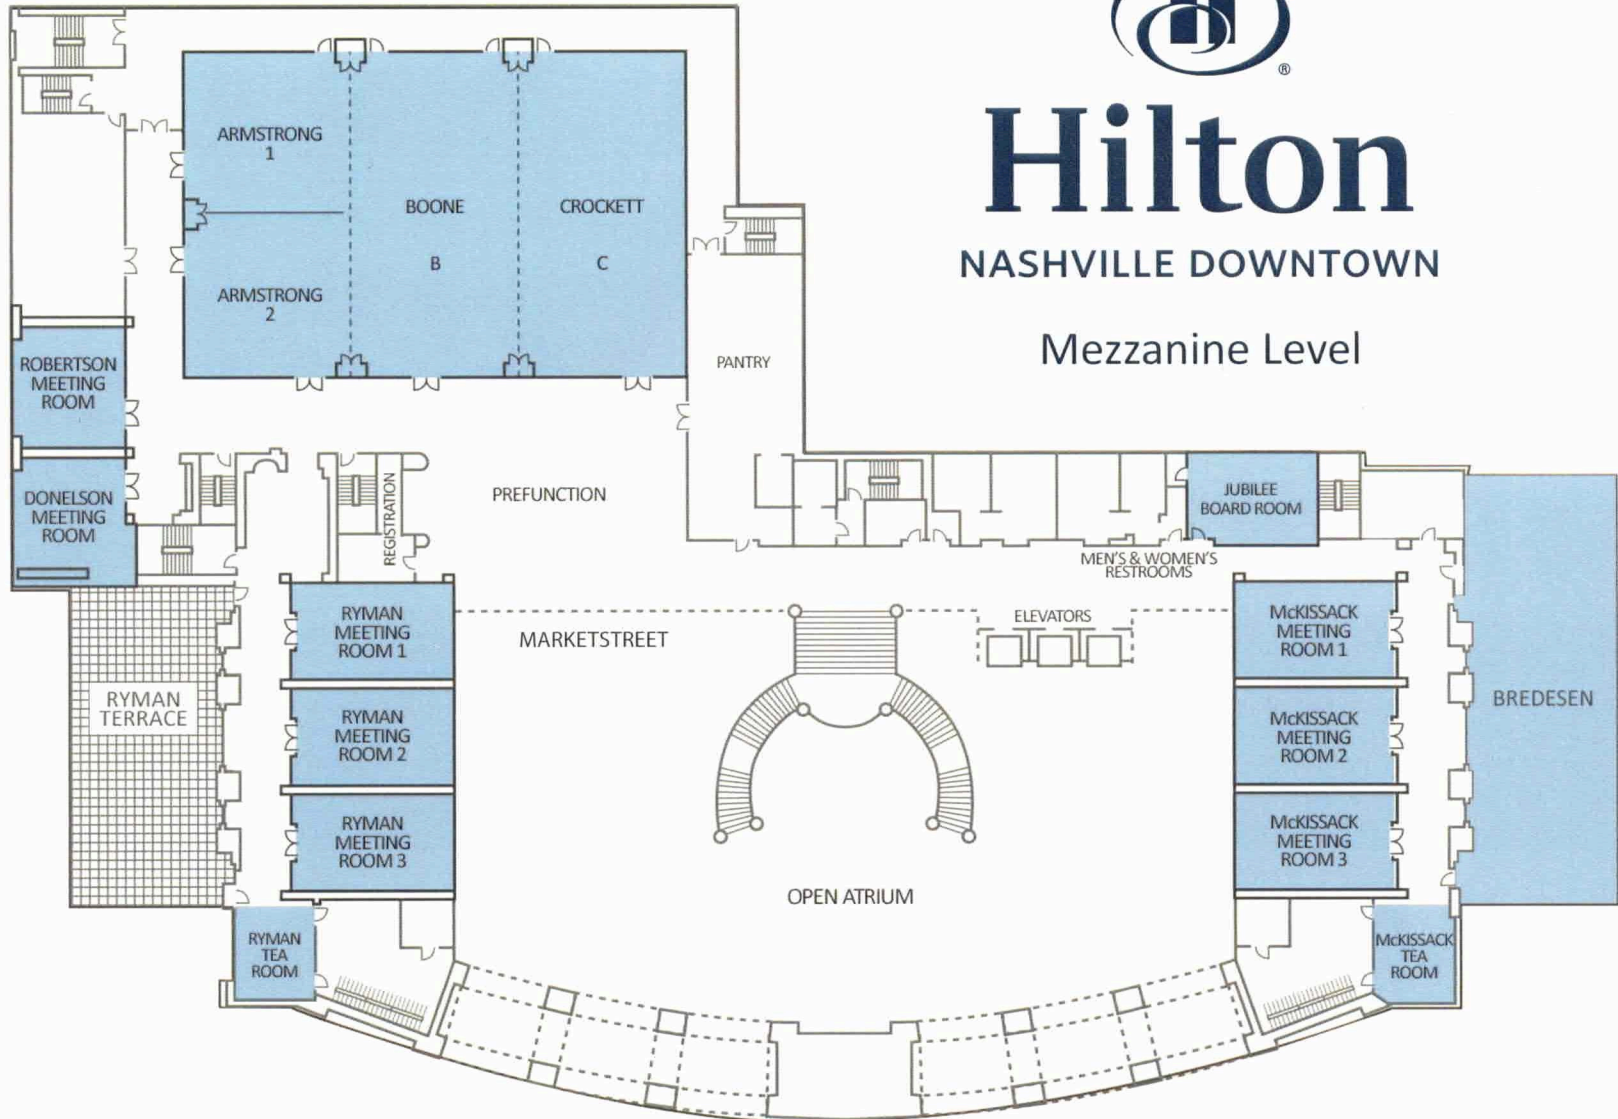 ®
Hilton
NASHVILLE DOWNTOWN
Mezzanine Level
ARMSTRONG
1
BOONE
B
CROCKETT
C
ARMSTRONG
2
PANTRY
ROBERTSON
MEETING
ROOM
DONELSON
MEETING
ROOM
REGISTRATION
PREFUNCTION
JUBILEE
BOARD ROOM
MEN'S & WOMEN'S
RESTROOMS
ELEVATORS
MARKETSTREET
RYMAN
TERRACE
RYMAN
MEETING
ROOM 1
RYMAN
MEETING
ROOM 2
RYMAN
MEETING
ROOM 3
McKISSACK
MEETING
ROOM 1
McKISSACK
MEETING
ROOM 2
McKISSACK
MEETING
ROOM 3
BREDESEN
OPEN ATRIUM
RYMAN
TEA
ROOM
McKISSACK
TEA
ROOM